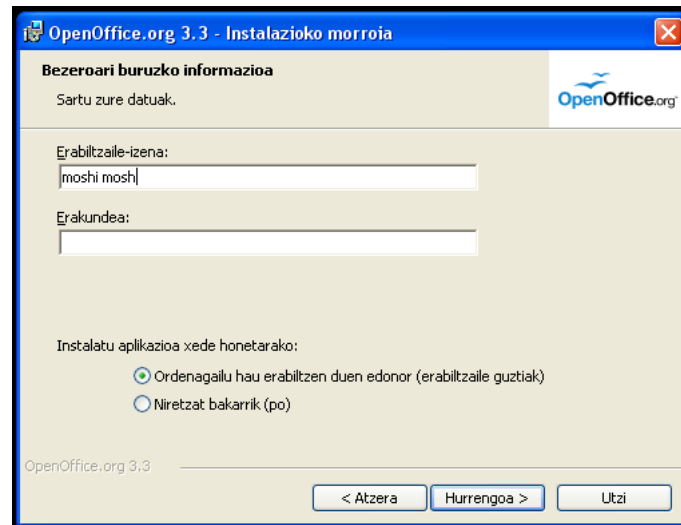 OpenOffice.org 3.3 - Instalazioko morroia
Bezeroari buruzko informazioa
Sartu zure datuak.
OpenOffice.org
Erabiltzaile-izena:
moshi mosh
Erakundea:
Instalatu aplikazioa xede honetarako:
Ordenagailu hau erabiltzen duen edonor (erabiltzaile guztiak)
Niretzat bakarrik (po)
OpenOffice.org 3.3
< Atzera Hurrengoa > Utzi